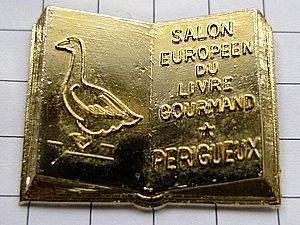 SALON
EUROPEEN
DU
LIVRE
GOURMAND
★
PERIGUEUX